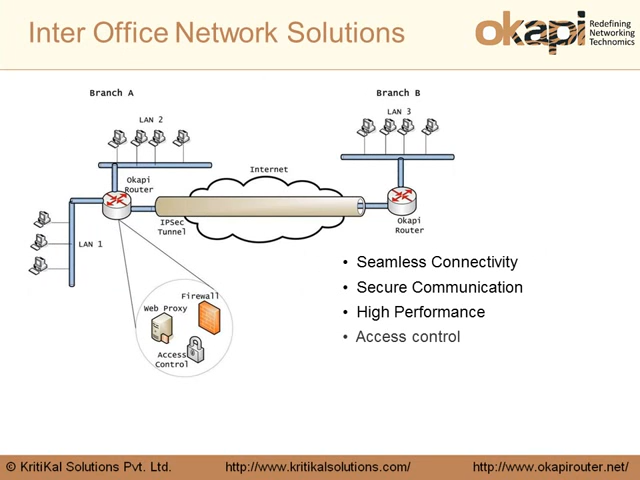 Inter Office Network Solutions
okapi
Redefining
Networking
Technomics
Branch A
Branch B
LAN 2
LAN 3
Okapi
Router
Internet
IPSec
Tunnel
Okapi
Router
LAN 1
Firewall
Web Proxy
Access
Control
• Seamless Connectivity
• Secure Communication
• High Performance
• Access control
© KritiKal Solutions Pvt. Ltd.
http://www.kritikalsolutions.com/
http://www.okapirouter.net/